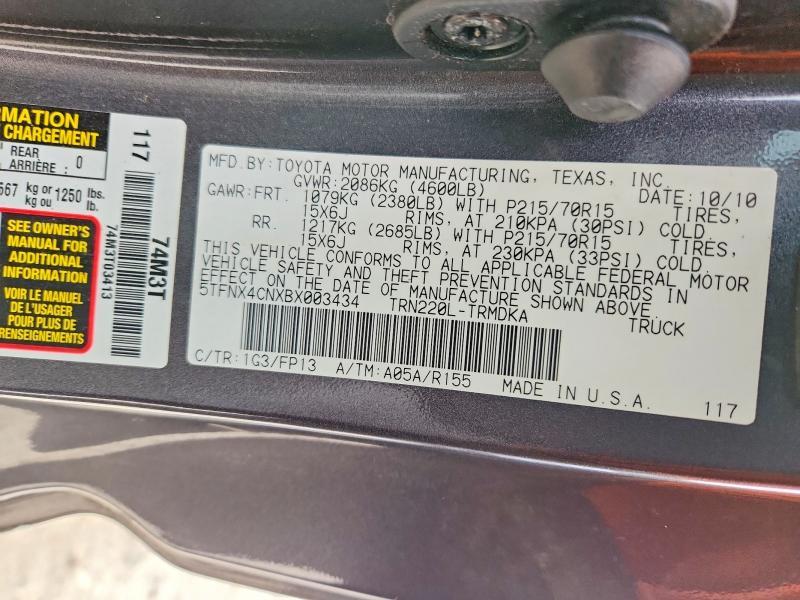 RMATION
CHARGEMENT
REAR
ARRIÈRE : 0
567 kg or 1250 lbs.
kg ou lb.
SEE OWNER'S
MANUAL FOR
ADDITIONAL
INFORMATION
VOIR LE MANUEL
DE L'USAGER
POUR PLUS DE
RENSEIGNEMENTS
117
74M3T
74M3T03413
MFD. BY: TOYOTA MOTOR MANUFACTURING, TEXAS, INC.
GVWR: 2086KG (4600LB) DATE: 10/10
GAWR: FRT. 1079KG (2380LB) WITH P215/70R15 TIRES,
15X6J RIMS, AT 210KPA (30PSI) COLD
RR. 1217KG (2685LB) WITH P215/70R15 TIRES,
15X6J RIMS, AT 230KPA (33PSI) COLD
THIS VEHICLE CONFORMS TO ALL APPLICABLE FEDERAL MOTOR
VEHICLE SAFETY AND THEFT PREVENTION STANDARDS IN
EFFECT ON THE DATE OF MANUFACTURE SHOWN ABOVE.
5TFNX4CNXBX003434 TRN220L-TRMDKA TRUCK
C/TR: 1G3/FP13 A/TM: A05A/R155 MADE IN U.S.A.
117